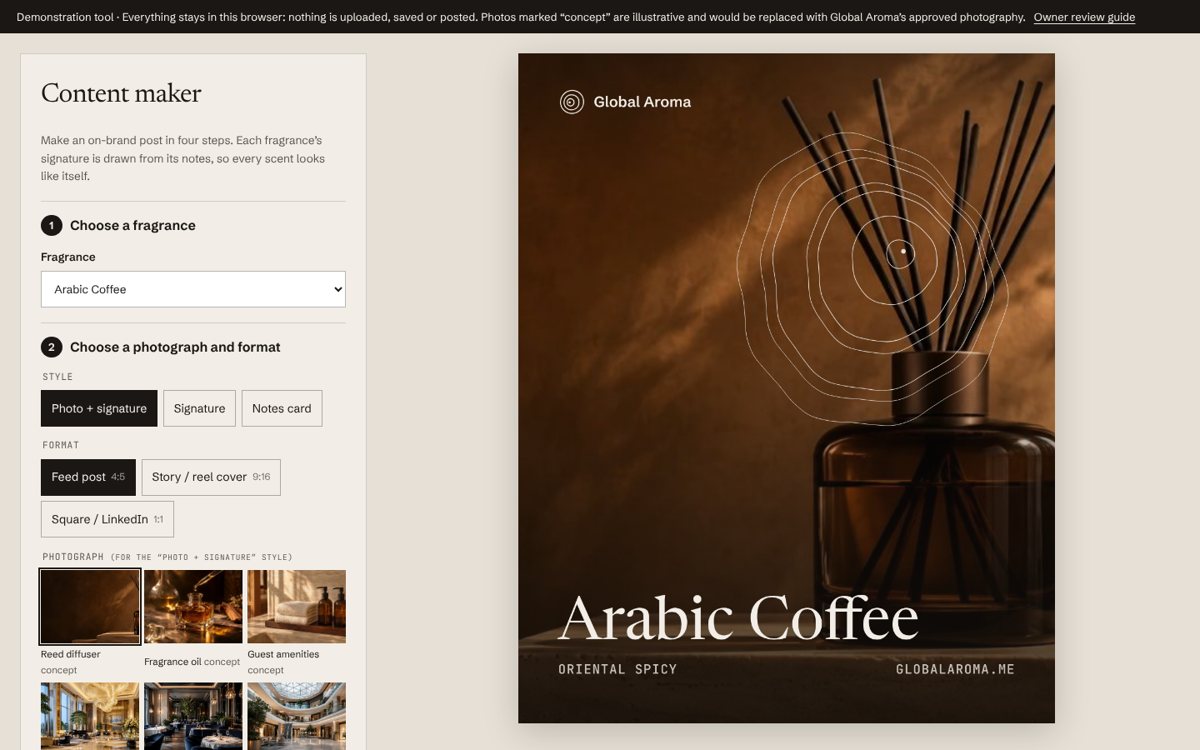 Demonstration tool · Everything stays in this browser: nothing is uploaded, saved or posted. Photos marked “concept” are illustrative and would be replaced with Global Aroma’s approved photography. Owner review guide
Content maker
Make an on-brand post in four steps. Each fragrance’s
signature is drawn from its notes, so every scent looks
like itself.
1 Choose a fragrance
Fragrance
Arabic Coffee
2 Choose a photograph and format
STYLE
Photo + signature
Signature
Notes card
FORMAT
Feed post 4:5
Story / reel cover 9:16
Square / LinkedIn 1:1
PHOTOGRAPH (FOR THE “PHOTO + SIGNATURE” STYLE)
Reed diffuser
concept
Fragrance oil concept
Guest amenities
concept
Global Aroma
Arabic Coffee
ORIENTAL SPICY
GLOBALAROMA.ME